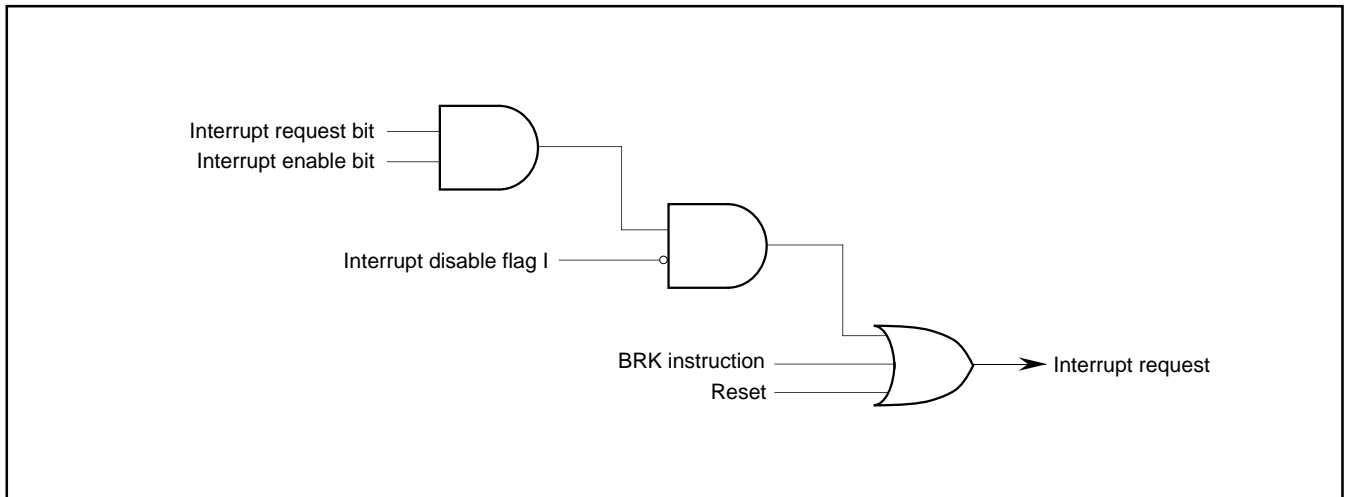 Interrupt request bit
Interrupt enable bit
Interrupt disable flag I
BRK instruction
Reset
Interrupt request